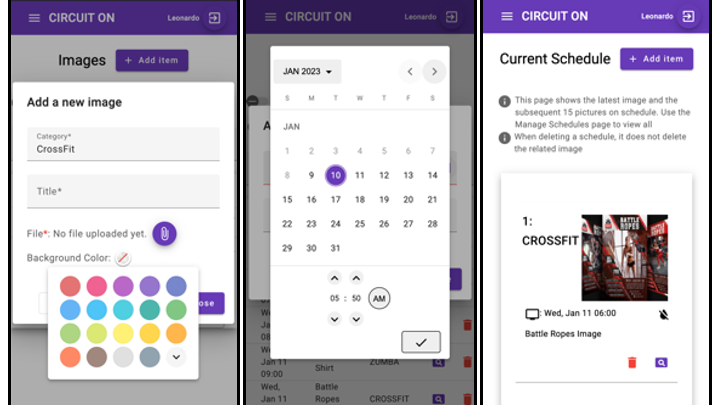 CIRCUIT ON
Leonardo
Images
+ Add item
Add a new image
Category*
CrossFit
Title*
File*: No file uploaded yet.
Background Color:
ose
CIRCUIT ON
Leonardo
JAN 2023
S M T W T F S
JAN
1 2 3 4 5 6 7
8 9 10 11 12 13 14
15 16 17 18 19 20 21
22 23 24 25 26 27 28
29 30 31
05 : 50 AM
A
Jan 11
Wed,
Jan 11
09:00
Shirt
ZUMBA
Wed,
Jan 11
Battle
Ropes
CROSSFIT
CIRCUIT ON
Leonardo
Current Schedule
+ Add item
This page shows the latest image and the
subsequent 15 pictures on schedule. Use the
Manage Schedules page to view all
When deleting a schedule, it does not delete
the related image
1:
CROSSFIT
BATTLE
ROPES
: Wed, Jan 11 06:00
Battle Ropes Image